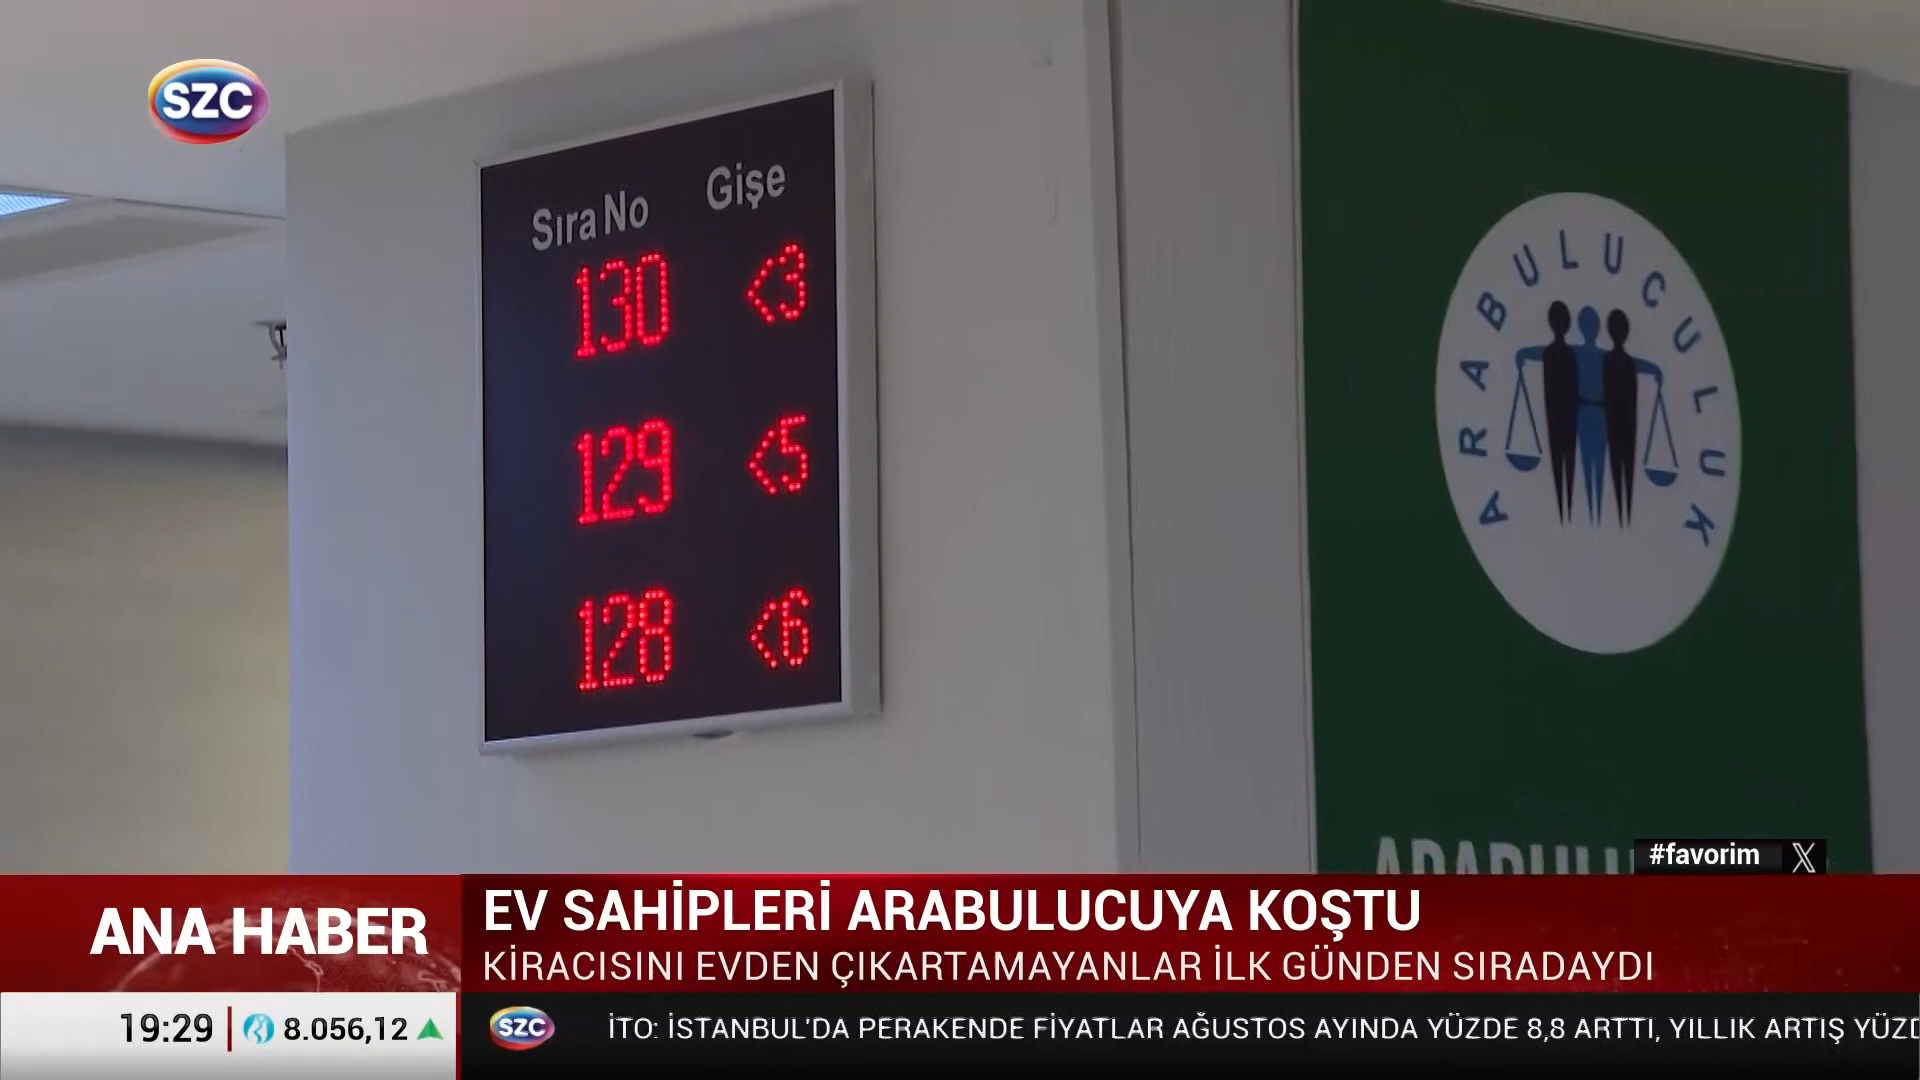 SZC
Sıra No Gişe
130 <3
129 <5
128 <6
ARABULUCULUK
#favorim X
ANA HABER
EV SAHİPLERİ ARABULUCUYA KOŞTU
KİRACISINI EVDEN ÇIKARTAMAYANLAR İLK GÜNDEN SIRADAYDI
19:29 8.056,12
SZC İTO: İSTANBUL'DA PERAKENDE FİYATLAR AĞUSTOS AYINDA YÜZDE 8,8 ARTTI, YILLIK ARTIŞ